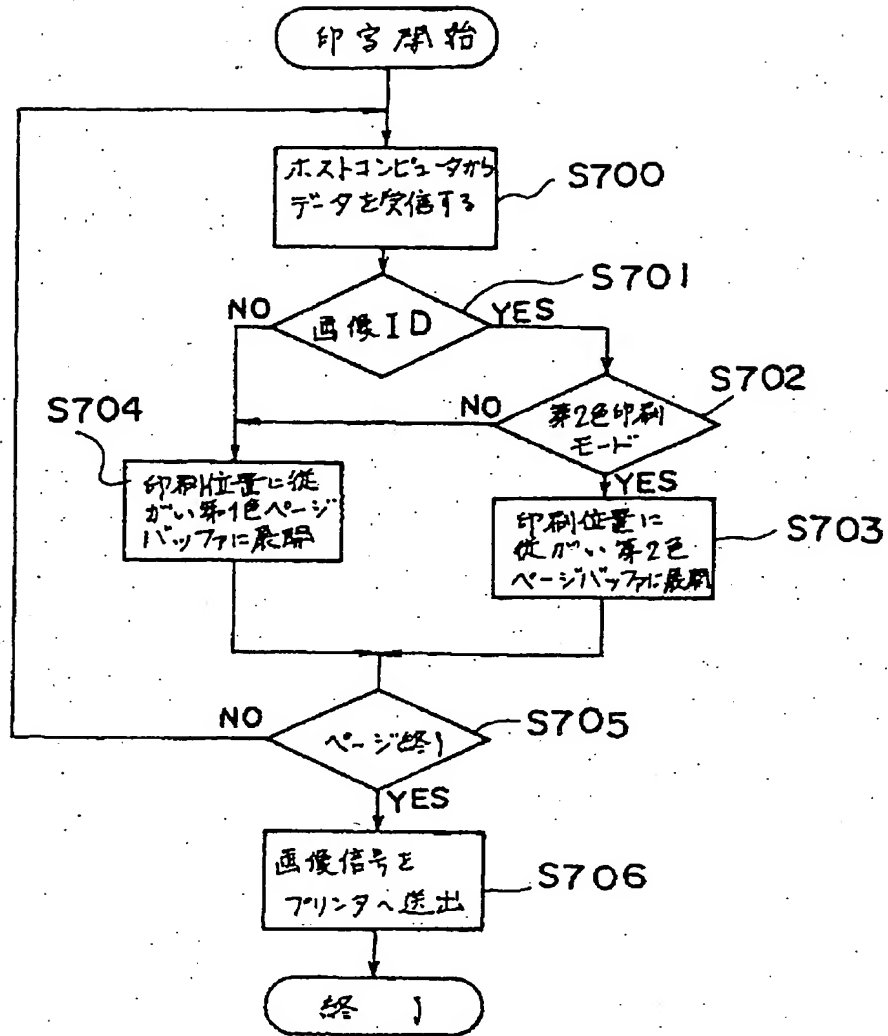 印字開始
ホストコンピュータから
データを受信する
S700
S701
NO
YES
画像ID
S702
S704
NO
第2色印刷
モード
YES
印刷位置に従
がい第1色ページ
バッファに展開
印刷位置に
従がい第2色
ページバッファに展開
S703
NO
S705
ページ終り
YES
画像信号を
プリンタへ送出
S706
終り